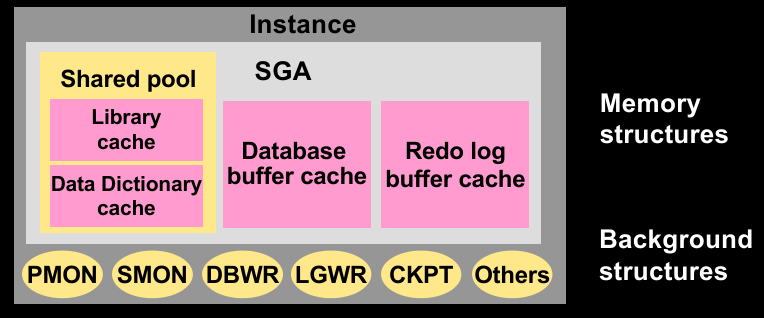 Instance
SGA
Shared pool
Library
cache
Data Dictionary
cache
Database
buffer cache
Redo log
buffer cache
Memory
structures
PMON
SMON
DBWR
LGWR
CKPT
Others
Background
structures